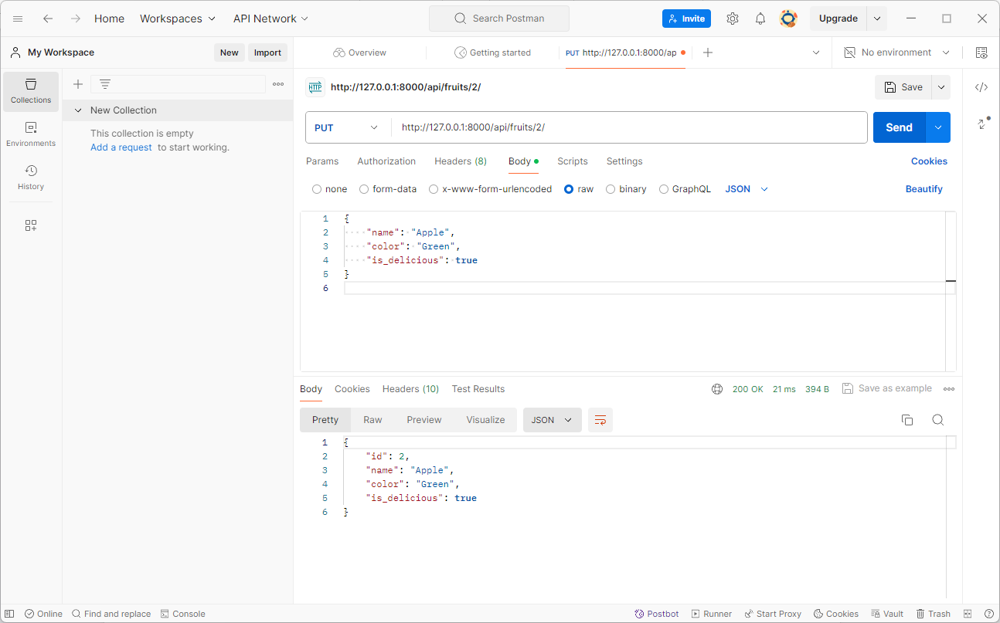 Home Workspaces API Network Search Postman Invite Upgrade
My Workspace New Import Overview Getting started PUT http://127.0.0.1:8000/ap No environment
HTTP http://127.0.0.1:8000/api/fruits/2/ Save
Collections
Environments
History
New Collection
This collection is empty
Add a request to start working.
PUT http://127.0.0.1:8000/api/fruits/2/ Send
Params Authorization Headers (8) Body Scripts Settings Cookies
none form-data x-www-form-urlencoded raw binary GraphQL JSON Beautify
1 {
2 "name": "Apple",
3 "color": "Green",
4 "is_delicious": true
5 }
6
Body Cookies Headers (10) Test Results 200 OK 21 ms 394 B Save as example
Pretty Raw Preview Visualize JSON
1 {
2 "id": 2,
3 "name": "Apple",
4 "color": "Green",
5 "is_delicious": true
6 }
Online Find and replace Console Postbot Runner Start Proxy Cookies Vault Trash